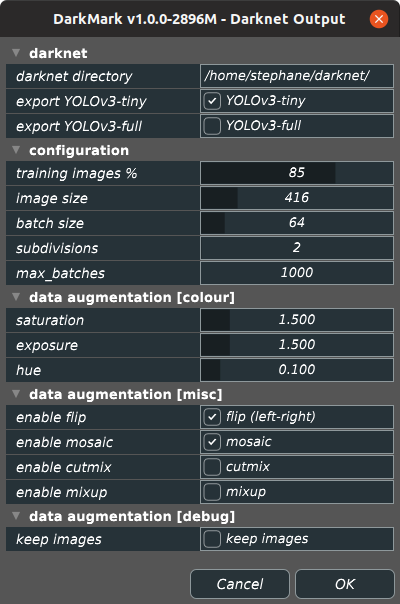 DarkMark v1.0.0-2896M - Darknet Output
darknet
darknet directory /home/stephane/darknet/
export YOLOv3-tiny YOLOv3-tiny
export YOLOv3-full YOLOv3-full
configuration
training images % 85
image size 416
batch size 64
subdivisions 2
max_batches 1000
data augmentation [colour]
saturation 1.500
exposure 1.500
hue 0.100
data augmentation [misc]
enable flip flip (left-right)
enable mosaic mosaic
enable cutmix cutmix
enable mixup mixup
data augmentation [debug]
keep images keep images
Cancel OK